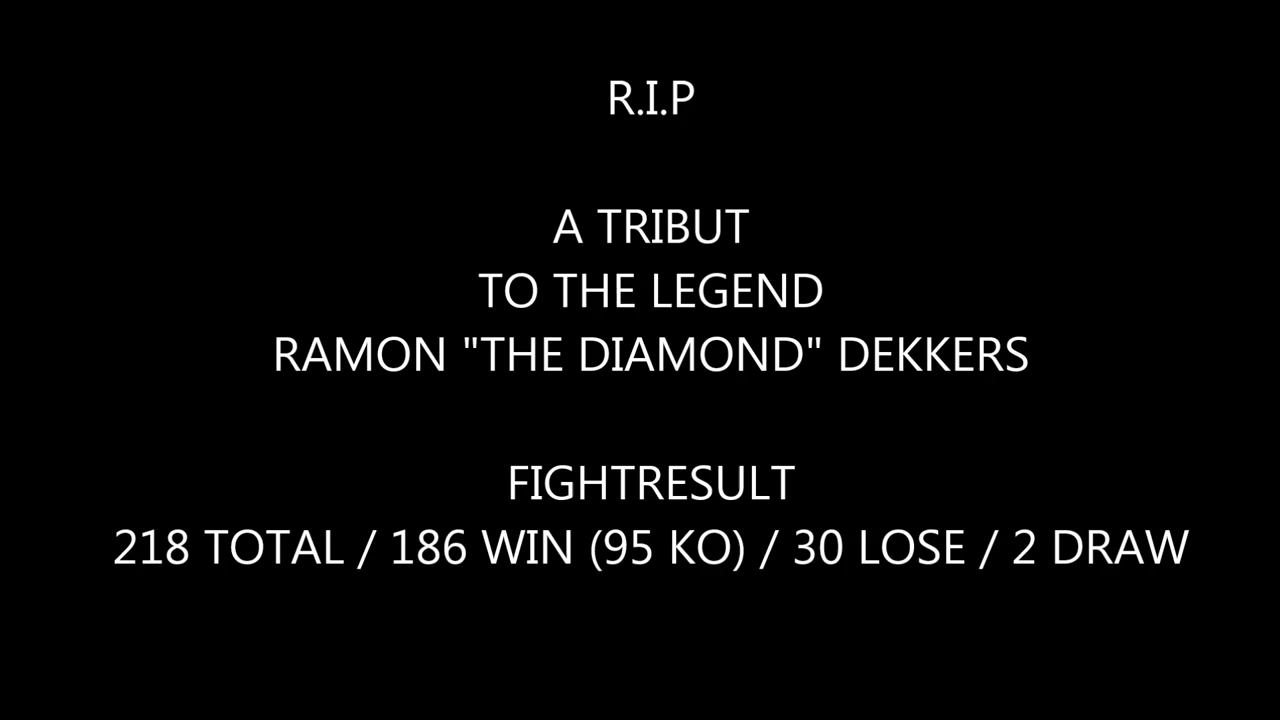 R.I.P
A TRIBUT
TO THE LEGEND
RAMON "THE DIAMOND" DEKKERS
FIGHTRESULT
218 TOTAL / 186 WIN (95 KO) / 30 LOSE / 2 DRAW